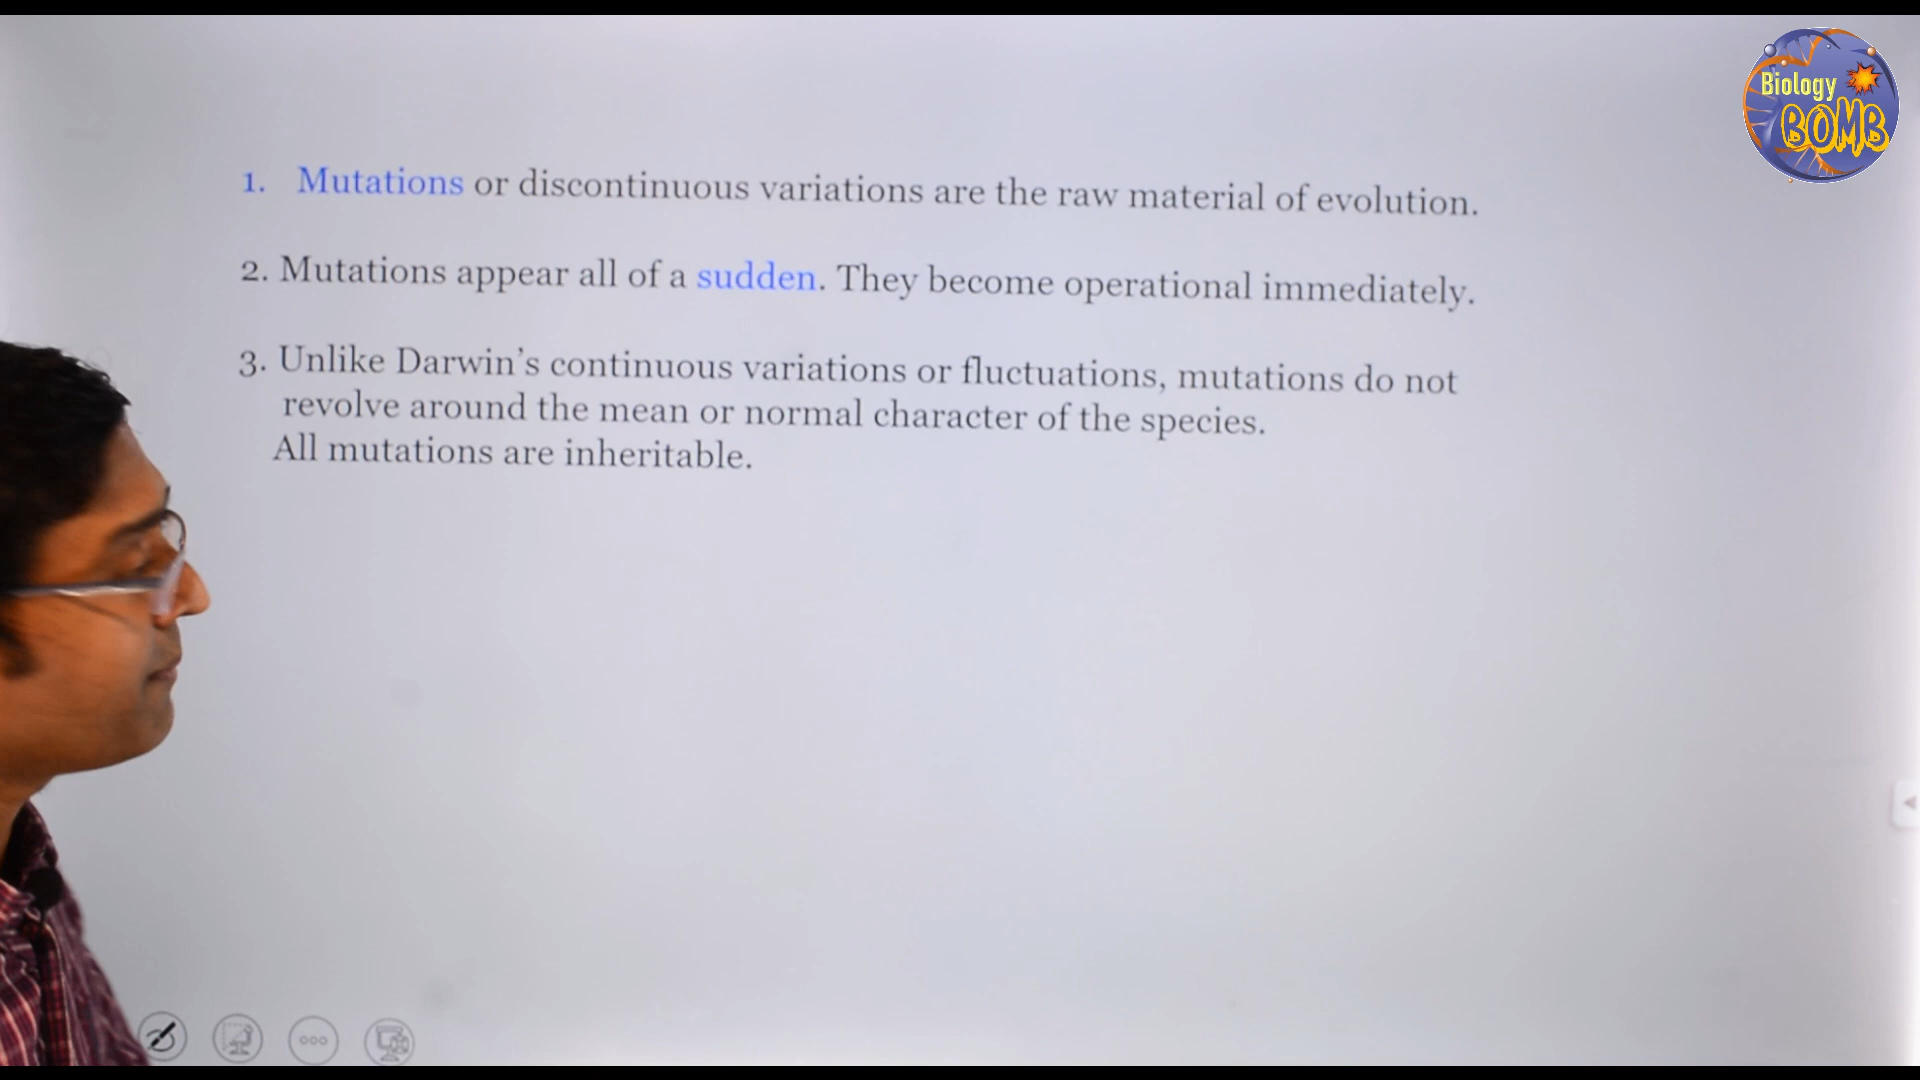 Biology
BOMB
1. Mutations or discontinuous variations are the raw material of evolution.
2. Mutations appear all of a sudden. They become operational immediately.
3. Unlike Darwin’s continuous variations or fluctuations, mutations do not
revolve around the mean or normal character of the species.
All mutations are inheritable.